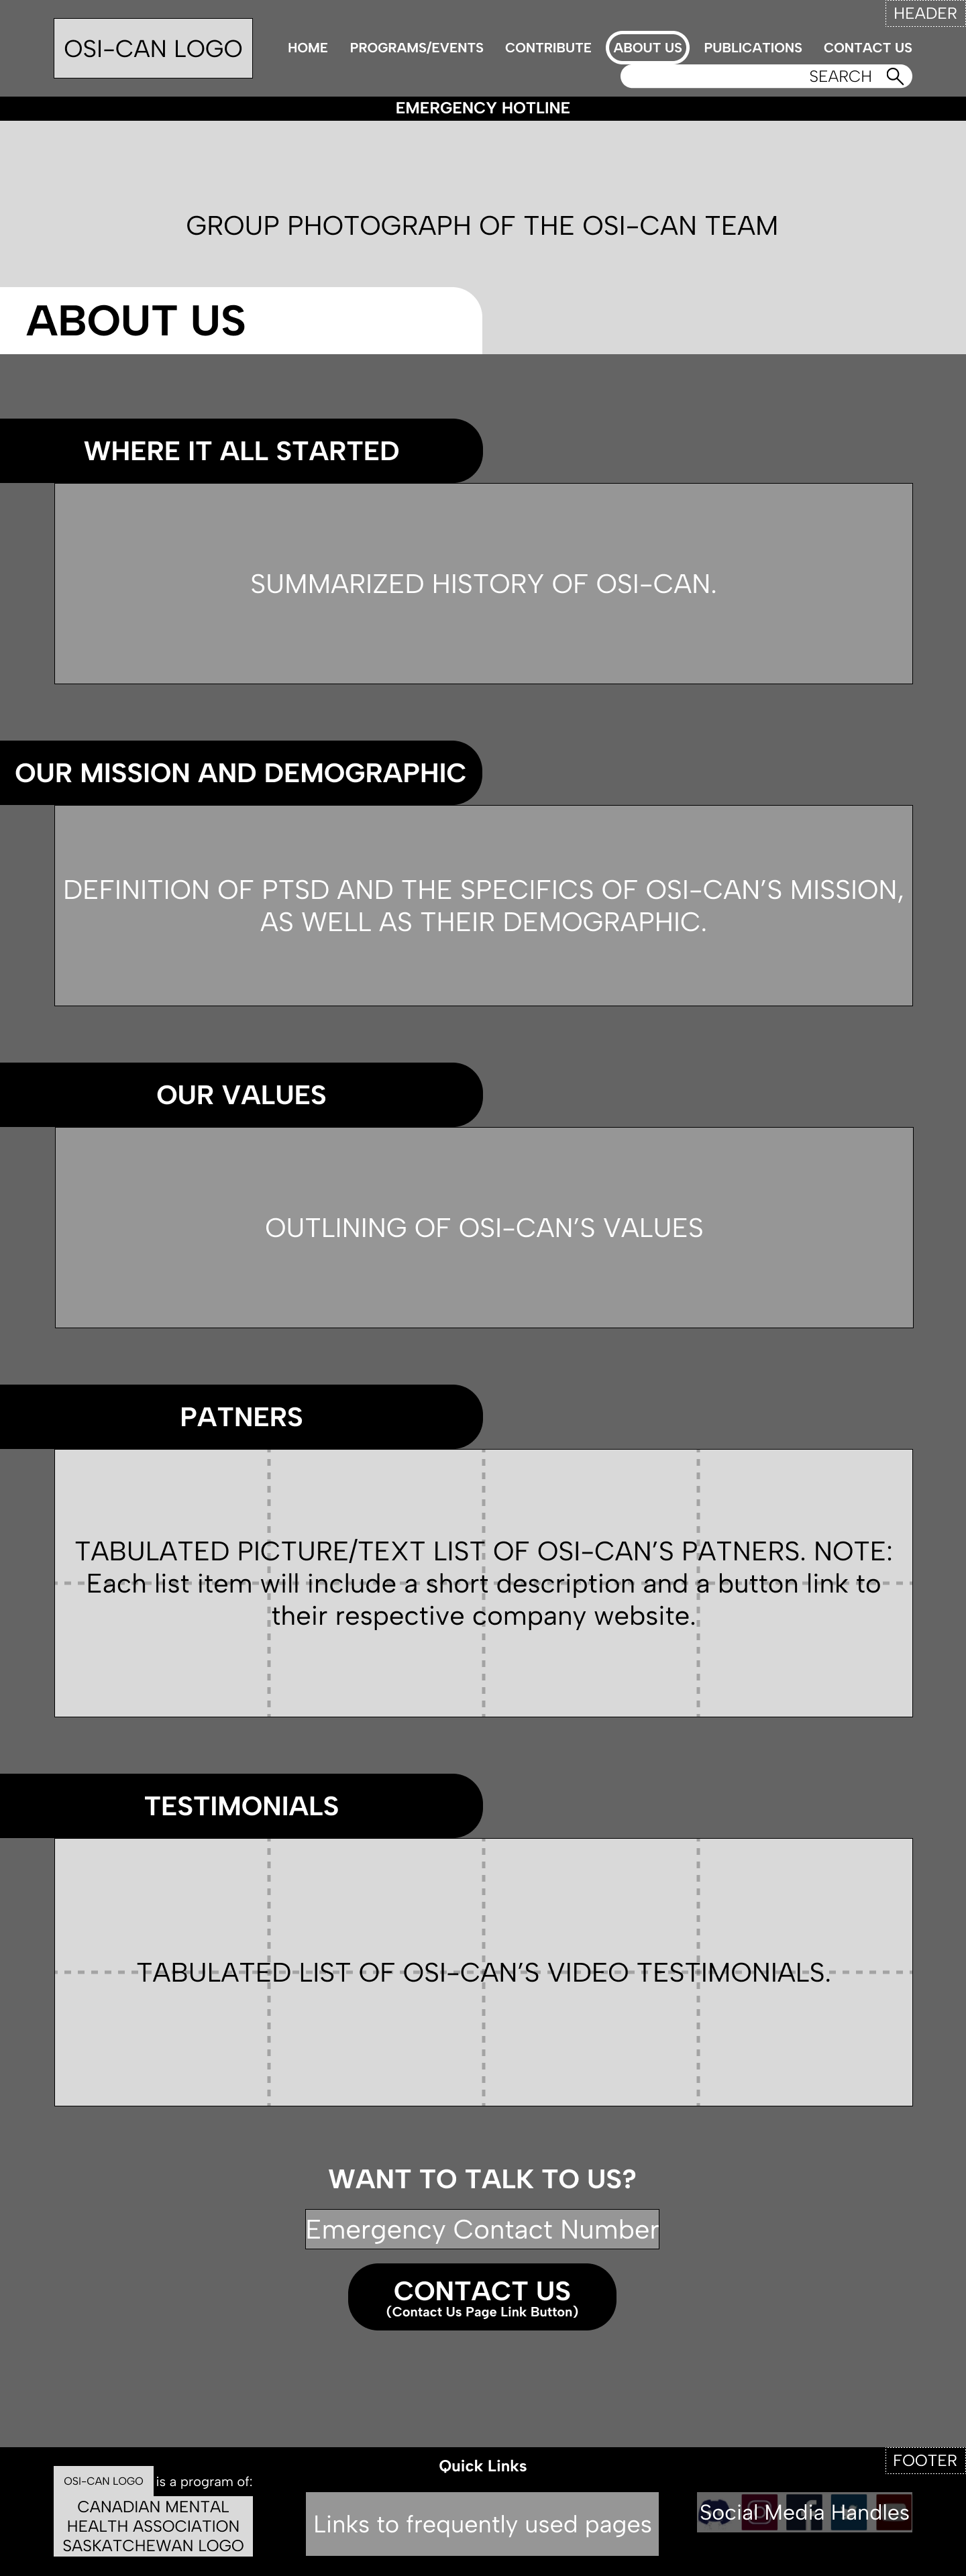 HEADER
OSI-CAN LOGO
HOME PROGRAMS/EVENTS CONTRIBUTE ABOUT US PUBLICATIONS CONTACT US
SEARCH
EMERGENCY HOTLINE
GROUP PHOTOGRAPH OF THE OSI-CAN TEAM
ABOUT US
WHERE IT ALL STARTED
SUMMARIZED HISTORY OF OSI-CAN.
OUR MISSION AND DEMOGRAPHIC
DEFINITION OF PTSD AND THE SPECIFICS OF OSI-CAN’S MISSION,
AS WELL AS THEIR DEMOGRAPHIC.
OUR VALUES
OUTLINING OF OSI-CAN’S VALUES
PATNERS
TABULATED PICTURE/TEXT LIST OF OSI-CAN’S PATNERS. NOTE:
Each list item will include a short description and a button link to
their respective company website.
TESTIMONIALS
TABULATED LIST OF OSI-CAN’S VIDEO TESTIMONIALS.
WANT TO TALK TO US?
Emergency Contact Number
CONTACT US
(Contact Us Page Link Button)
FOOTER
OSI-CAN LOGO is a program of:
CANADIAN MENTAL
HEALTH ASSOCIATION
SASKATCHEWAN LOGO
Quick Links
Links to frequently used pages
Social Media Handles